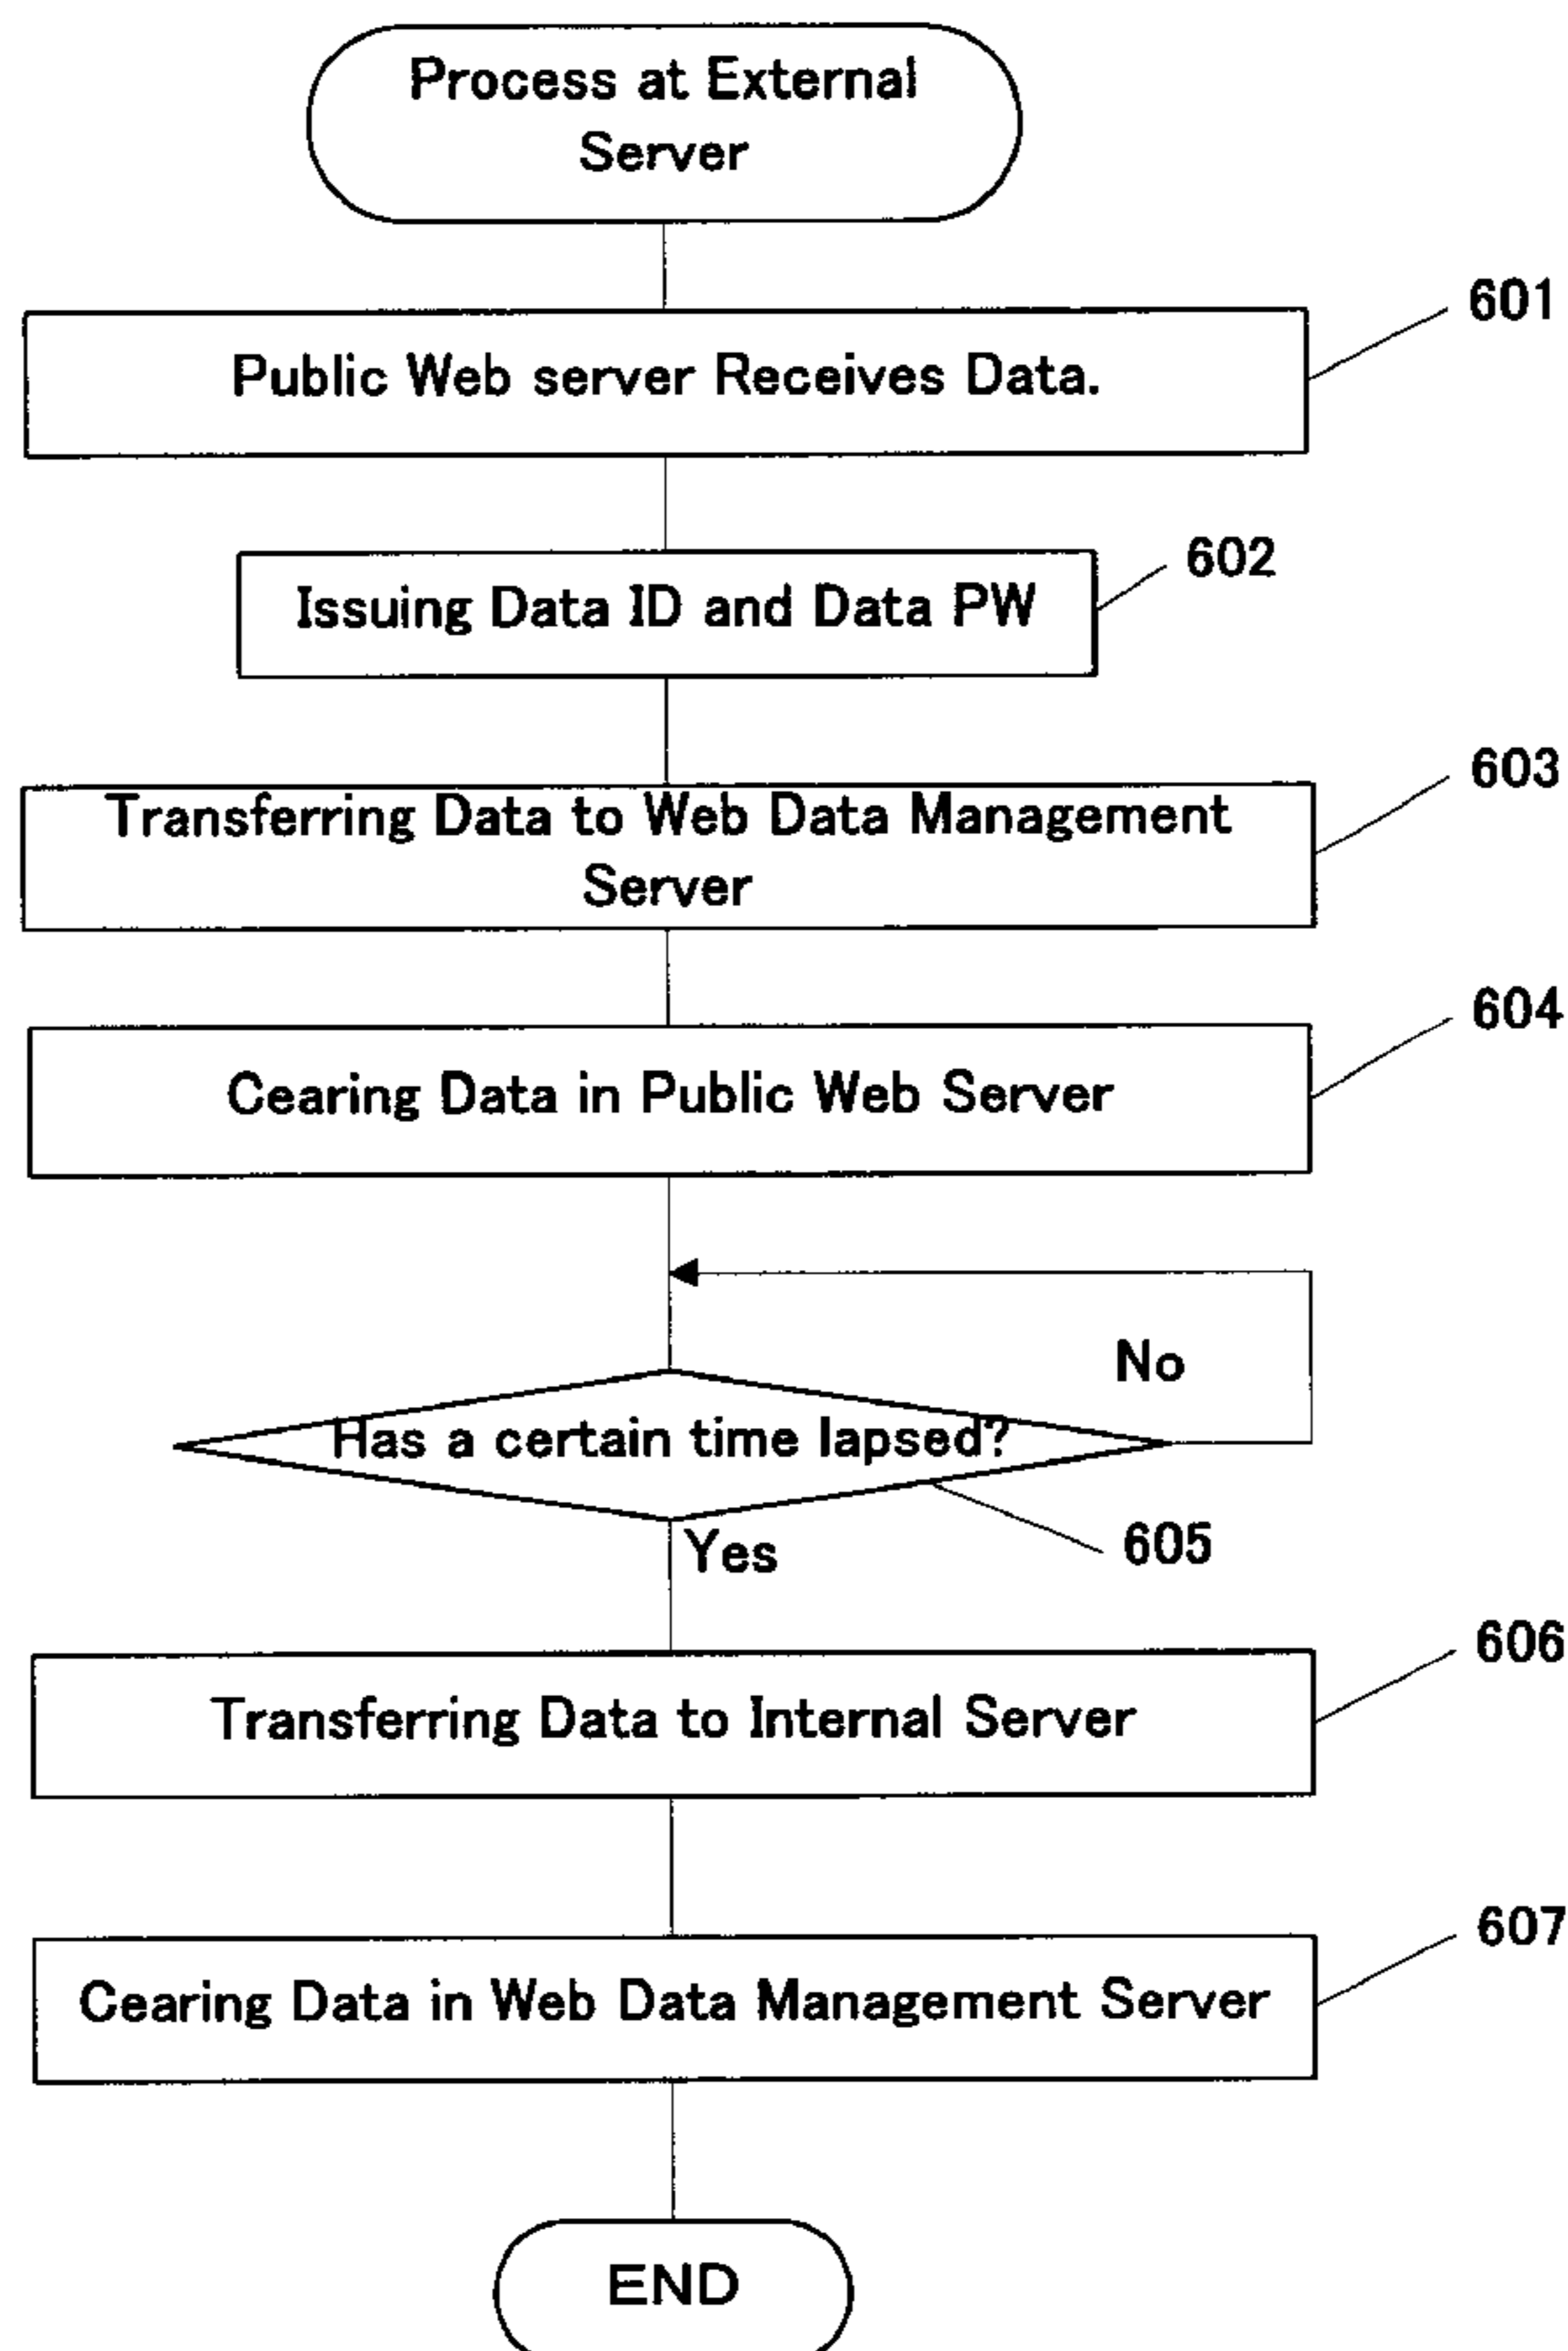 Process at External
Server
601
Public Web server Receives Data.
602
Issuing Data ID and Data PW
603
Transferring Data to Web Data Management
Server
604
Cearing Data in Public Web Server
No
Has a certain time lapsed?
605
Yes
606
Transferring Data to Internal Server
607
Cearing Data in Web Data Management Server
END